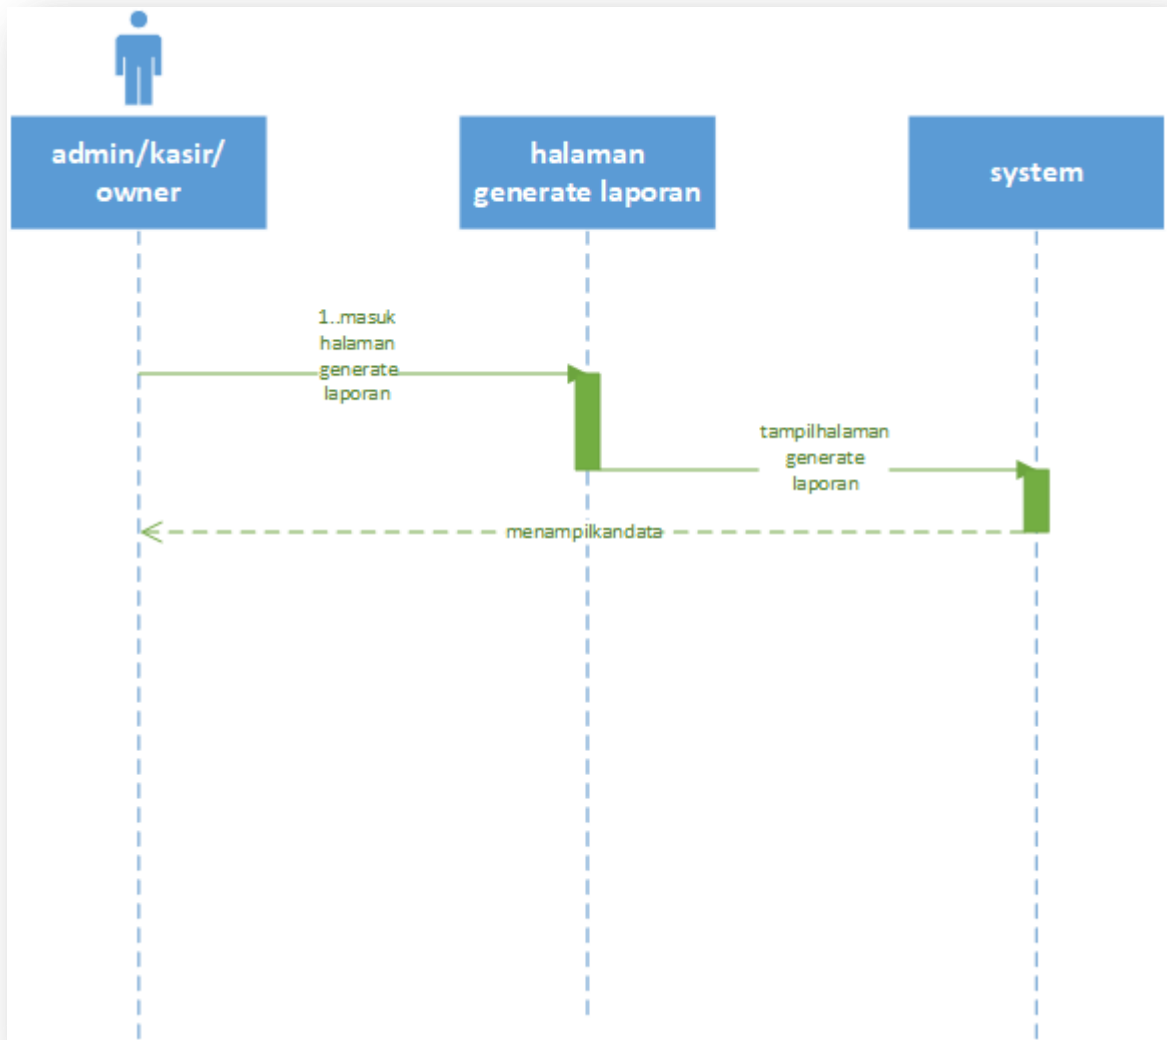 admin/kasir/
owner
halaman
generate laporan
system
1..masuk
halaman
generate
laporan
tampilhalaman
generate
laporan
menampilkandata